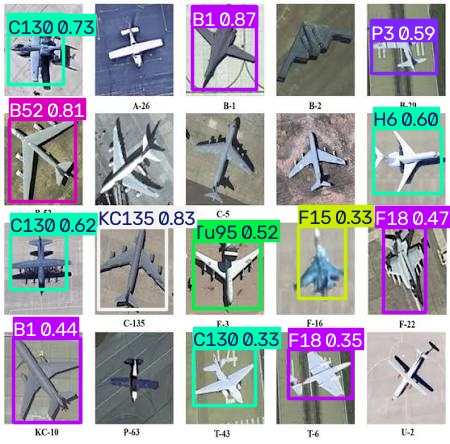 C130 0.73
B1 0.87
P3 0.59
A-26
B-1
B-2
B-29
B52 0.81
H6 0.60
B-52
C-5
C130 0.62
KC135 0.83
Tu95 0.52
F15 0.33
F18 0.47
C-135
E-3
F-16
F-22
B1 0.44
C130 0.33
F18 0.35
KC-10
P-63
T-43
T-6
U-2